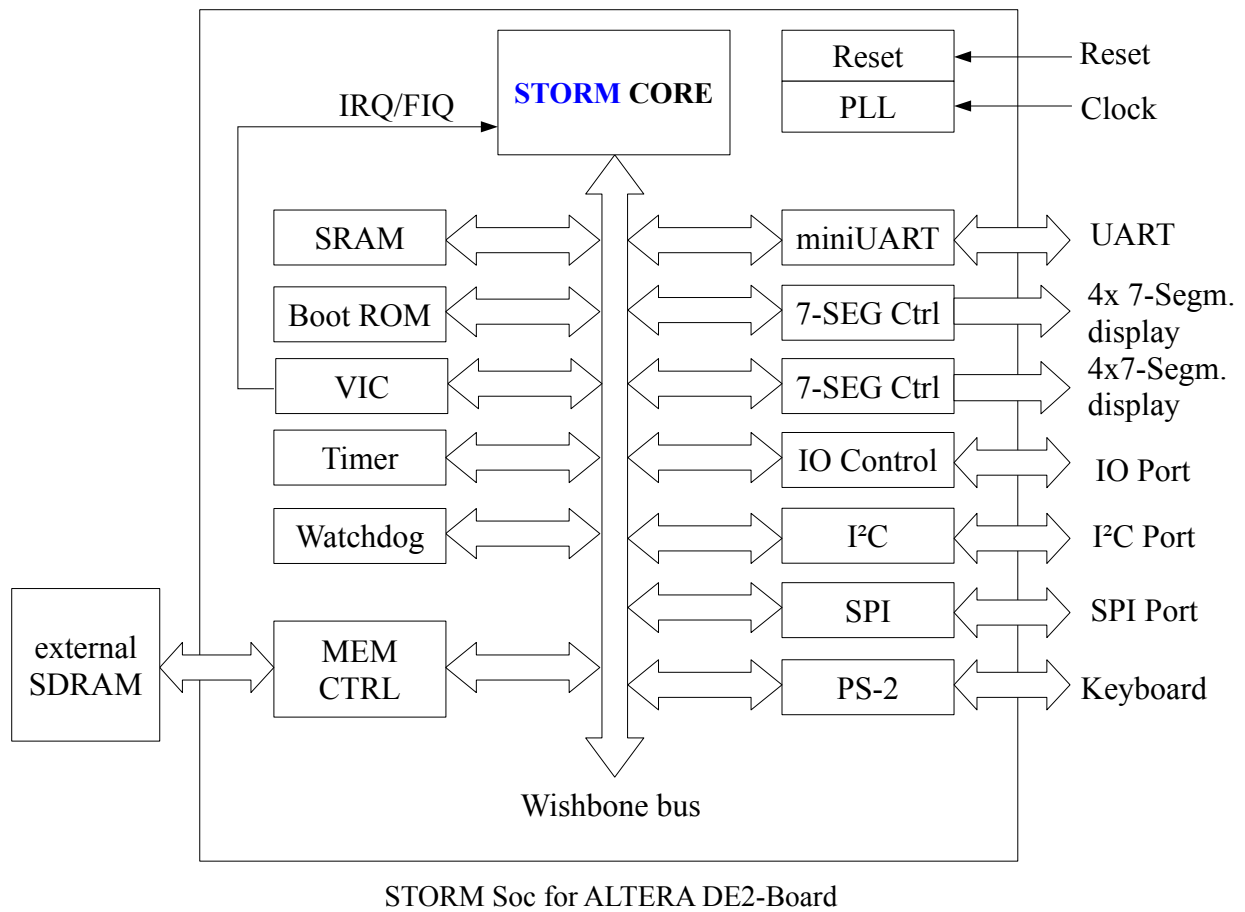 Reset
Reset
STORM CORE
PLL
Clock
IRQ/FIQ
SRAM
miniUART
UART
Boot ROM
7-SEG Ctrl
4x 7-Segm.
display
VIC
7-SEG Ctrl
4x7-Segm.
display
Timer
IO Control
IO Port
Watchdog
I²C
I²C Port
SPI
SPI Port
external
SDRAM
MEM
CTRL
PS-2
Keyboard
Wishbone bus
STORM Soc for ALTERA DE2-Board